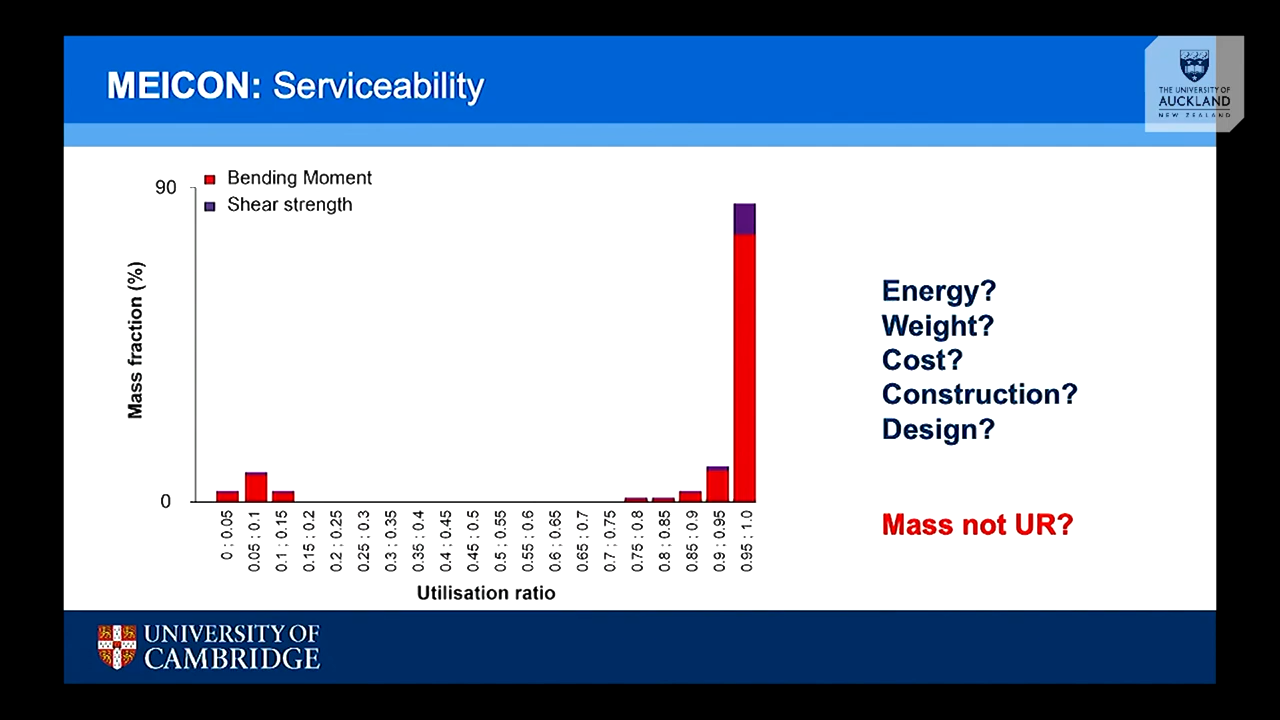 MEICON: Serviceability
THE UNIVERSITY OF
AUCKLAND
NEW ZEALAND
90
Bending Moment
Shear strength
Mass fraction (%)
0
0 ; 0.05
0.05 ; 0.1
0.1 ; 0.15
0.15 ; 0.2
0.2 ; 0.25
0.25 ; 0.3
0.3 ; 0.35
0.35 ; 0.4
0.4 ; 0.45
0.45 ; 0.5
0.5 ; 0.55
0.55 ; 0.6
0.6 ; 0.65
0.65 ; 0.7
0.7 ; 0.75
0.75 ; 0.8
0.8 ; 0.85
0.85 ; 0.9
0.9 ; 0.95
0.95 ; 1.0
Utilisation ratio
Energy?
Weight?
Cost?
Construction?
Design?
Mass not UR?
UNIVERSITY OF
CAMBRIDGE